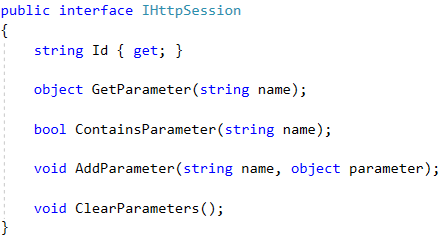 public interface IHttpSession
{
    string Id { get; }
    object GetParameter(string name);
    bool ContainsParameter(string name);
    void AddParameter(string name, object parameter);
    void ClearParameters();
}